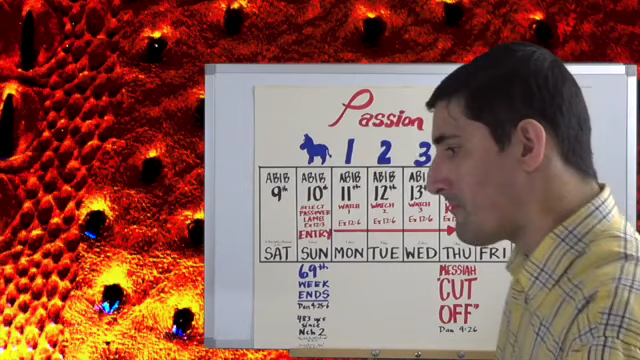 Passion
1 2 3
ABIB ABIB ABIB ABIB ABIB
9th 10th 11th 12th 13th
SELECT PASSOVER LAMB Ex 12:3
WATCH 1 WATCH 2 WATCH 3
Ex 12:6 Ex 12:6 Ex 12:6
ENTRY
SAT SUN MON TUE WED THU FRI
69th
WEEK
ENDS
Dan 9:25-6
483 yrs
since
Neh 2
MESSIAH
"CUT
OFF"
Dan 9:26